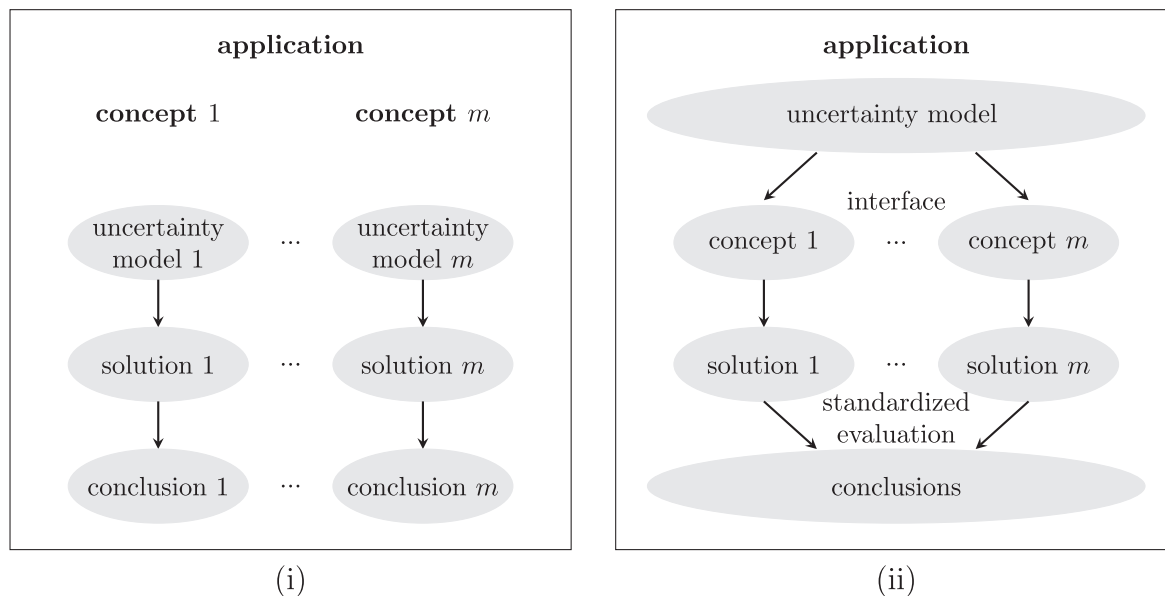 application
concept 1
concept m
uncertainty
model 1
...
uncertainty
model m
solution 1
...
solution m
conclusion 1
...
conclusion m
(i)
application
uncertainty model
interface
concept 1
...
concept m
solution 1
...
solution m
standardized
evaluation
conclusions
(ii)